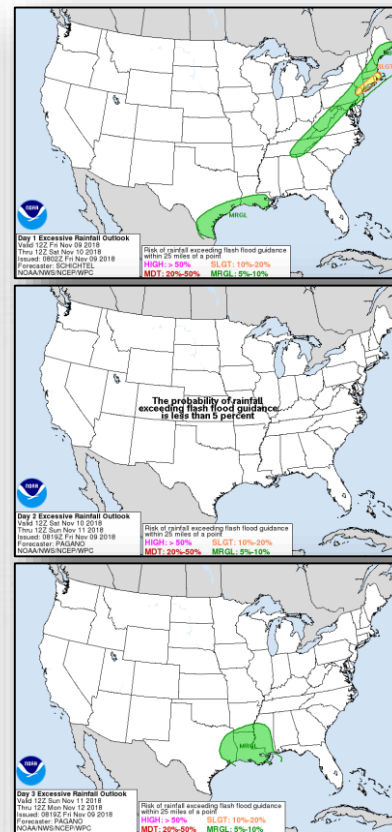 SLGT
MRGL
NOAA
Day 1 Excessive Rainfall Outlook
Valid 12Z Fri Nov 09 2018
Thru 12Z Sat Nov 10 2018
Issued: 0802Z Fri Nov 09 2018
Forecaster: SCHICHTEL
NOAA/NWS/NCEP/WPC
Risk of rainfall exceeding flash flood guidance
within 25 miles of a point
HIGH: > 50% SLGT: 10%-20%
MDT: 20%-50% MRGL: 5%-10%
The probability of rainfall
exceeding flash flood guidance
is less than 5 percent
NOAA
Day 2 Excessive Rainfall Outlook
Valid 12Z Sat Nov 10 2018
Thru 12Z Sun Nov 11 2018
Issued: 0819Z Fri Nov 09 2018
Forecaster: PAGANO
NOAA/NWS/NCEP/WPC
Risk of rainfall exceeding flash flood guidance
within 25 miles of a point
HIGH: > 50% SLGT: 10%-20%
MDT: 20%-50% MRGL: 5%-10%
MRGL
NOAA
Day 3 Excessive Rainfall Outlook
Valid 12Z Sun Nov 11 2018
Thru 12Z Mon Nov 12 2018
Issued: 0819Z Fri Nov 09 2018
Forecaster: PAGANO
NOAA/NWS/NCEP/WPC
Risk of rainfall exceeding flash flood guidance
within 25 miles of a point
HIGH: > 50% SLGT: 10%-20%
MDT: 20%-50% MRGL: 5%-10%